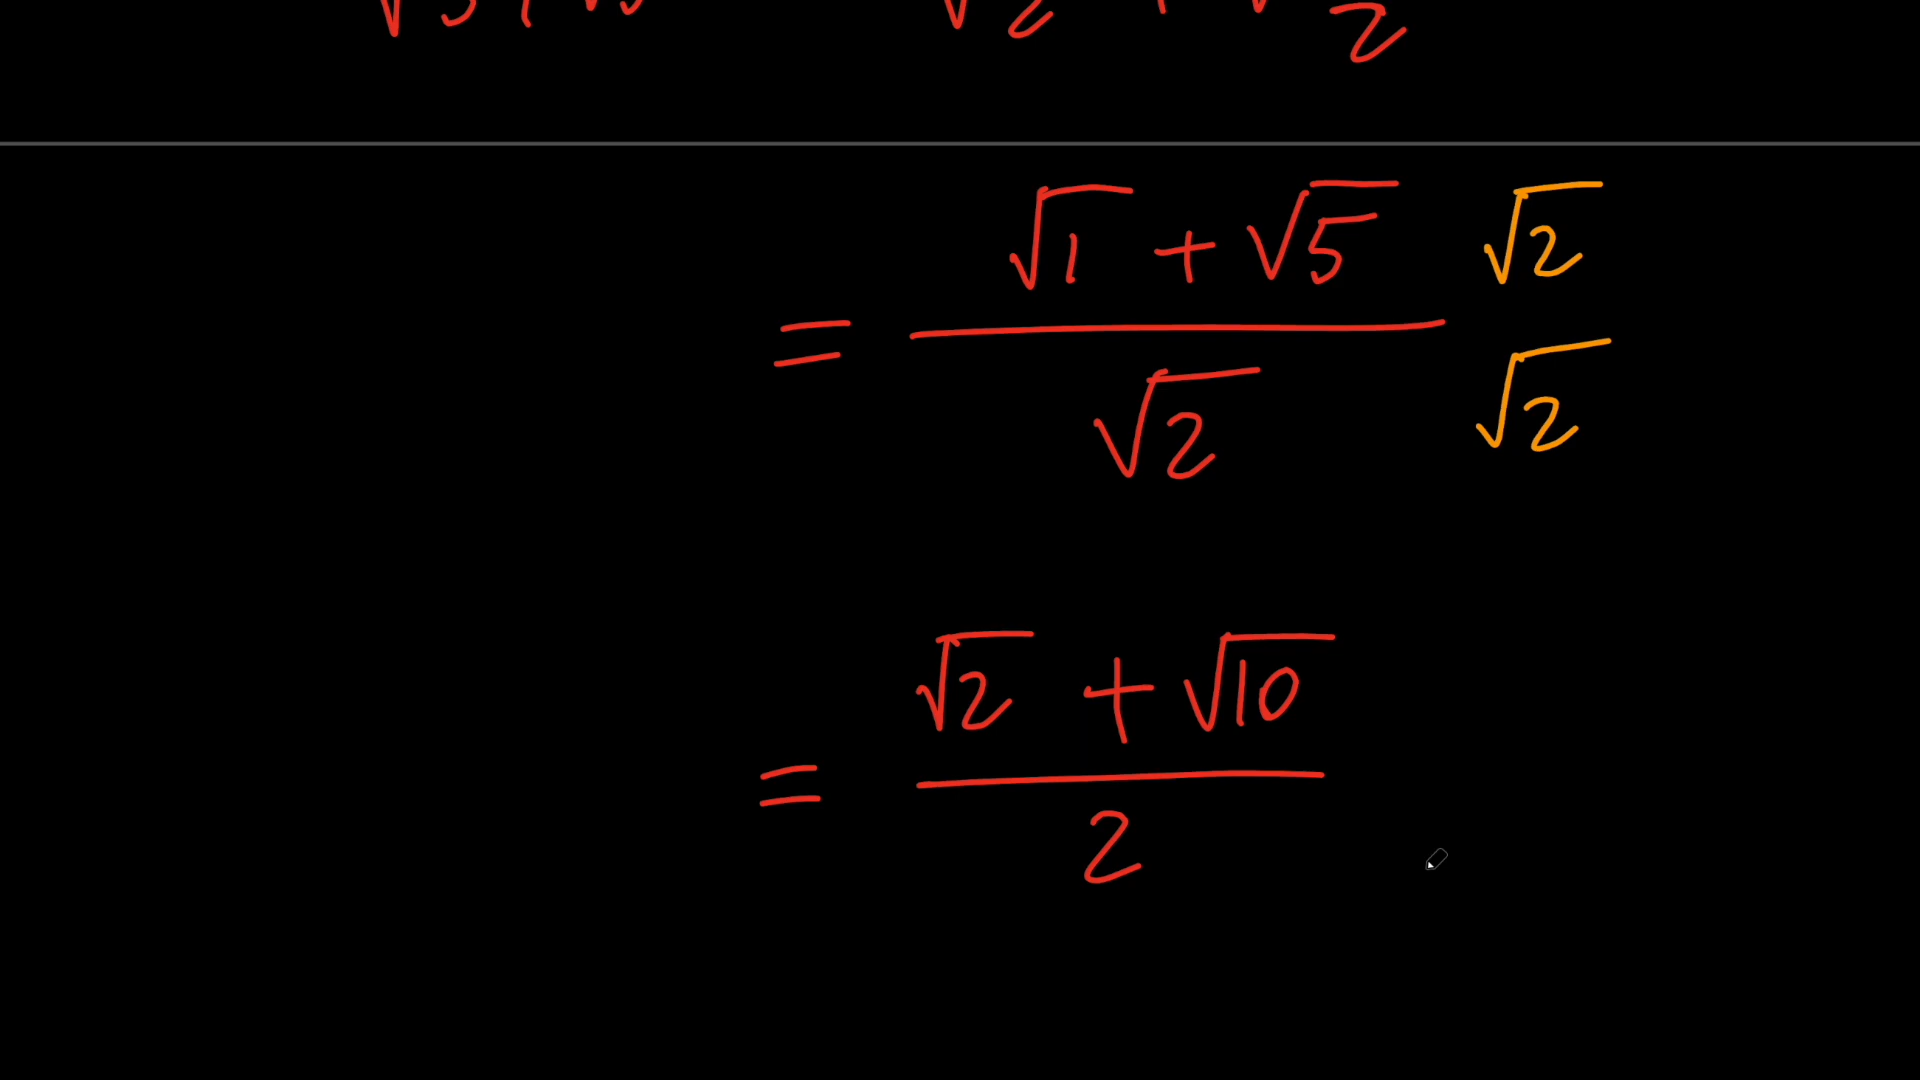 = (√1 + √5)/√2 √2/√2
= (√2 + √10)/2